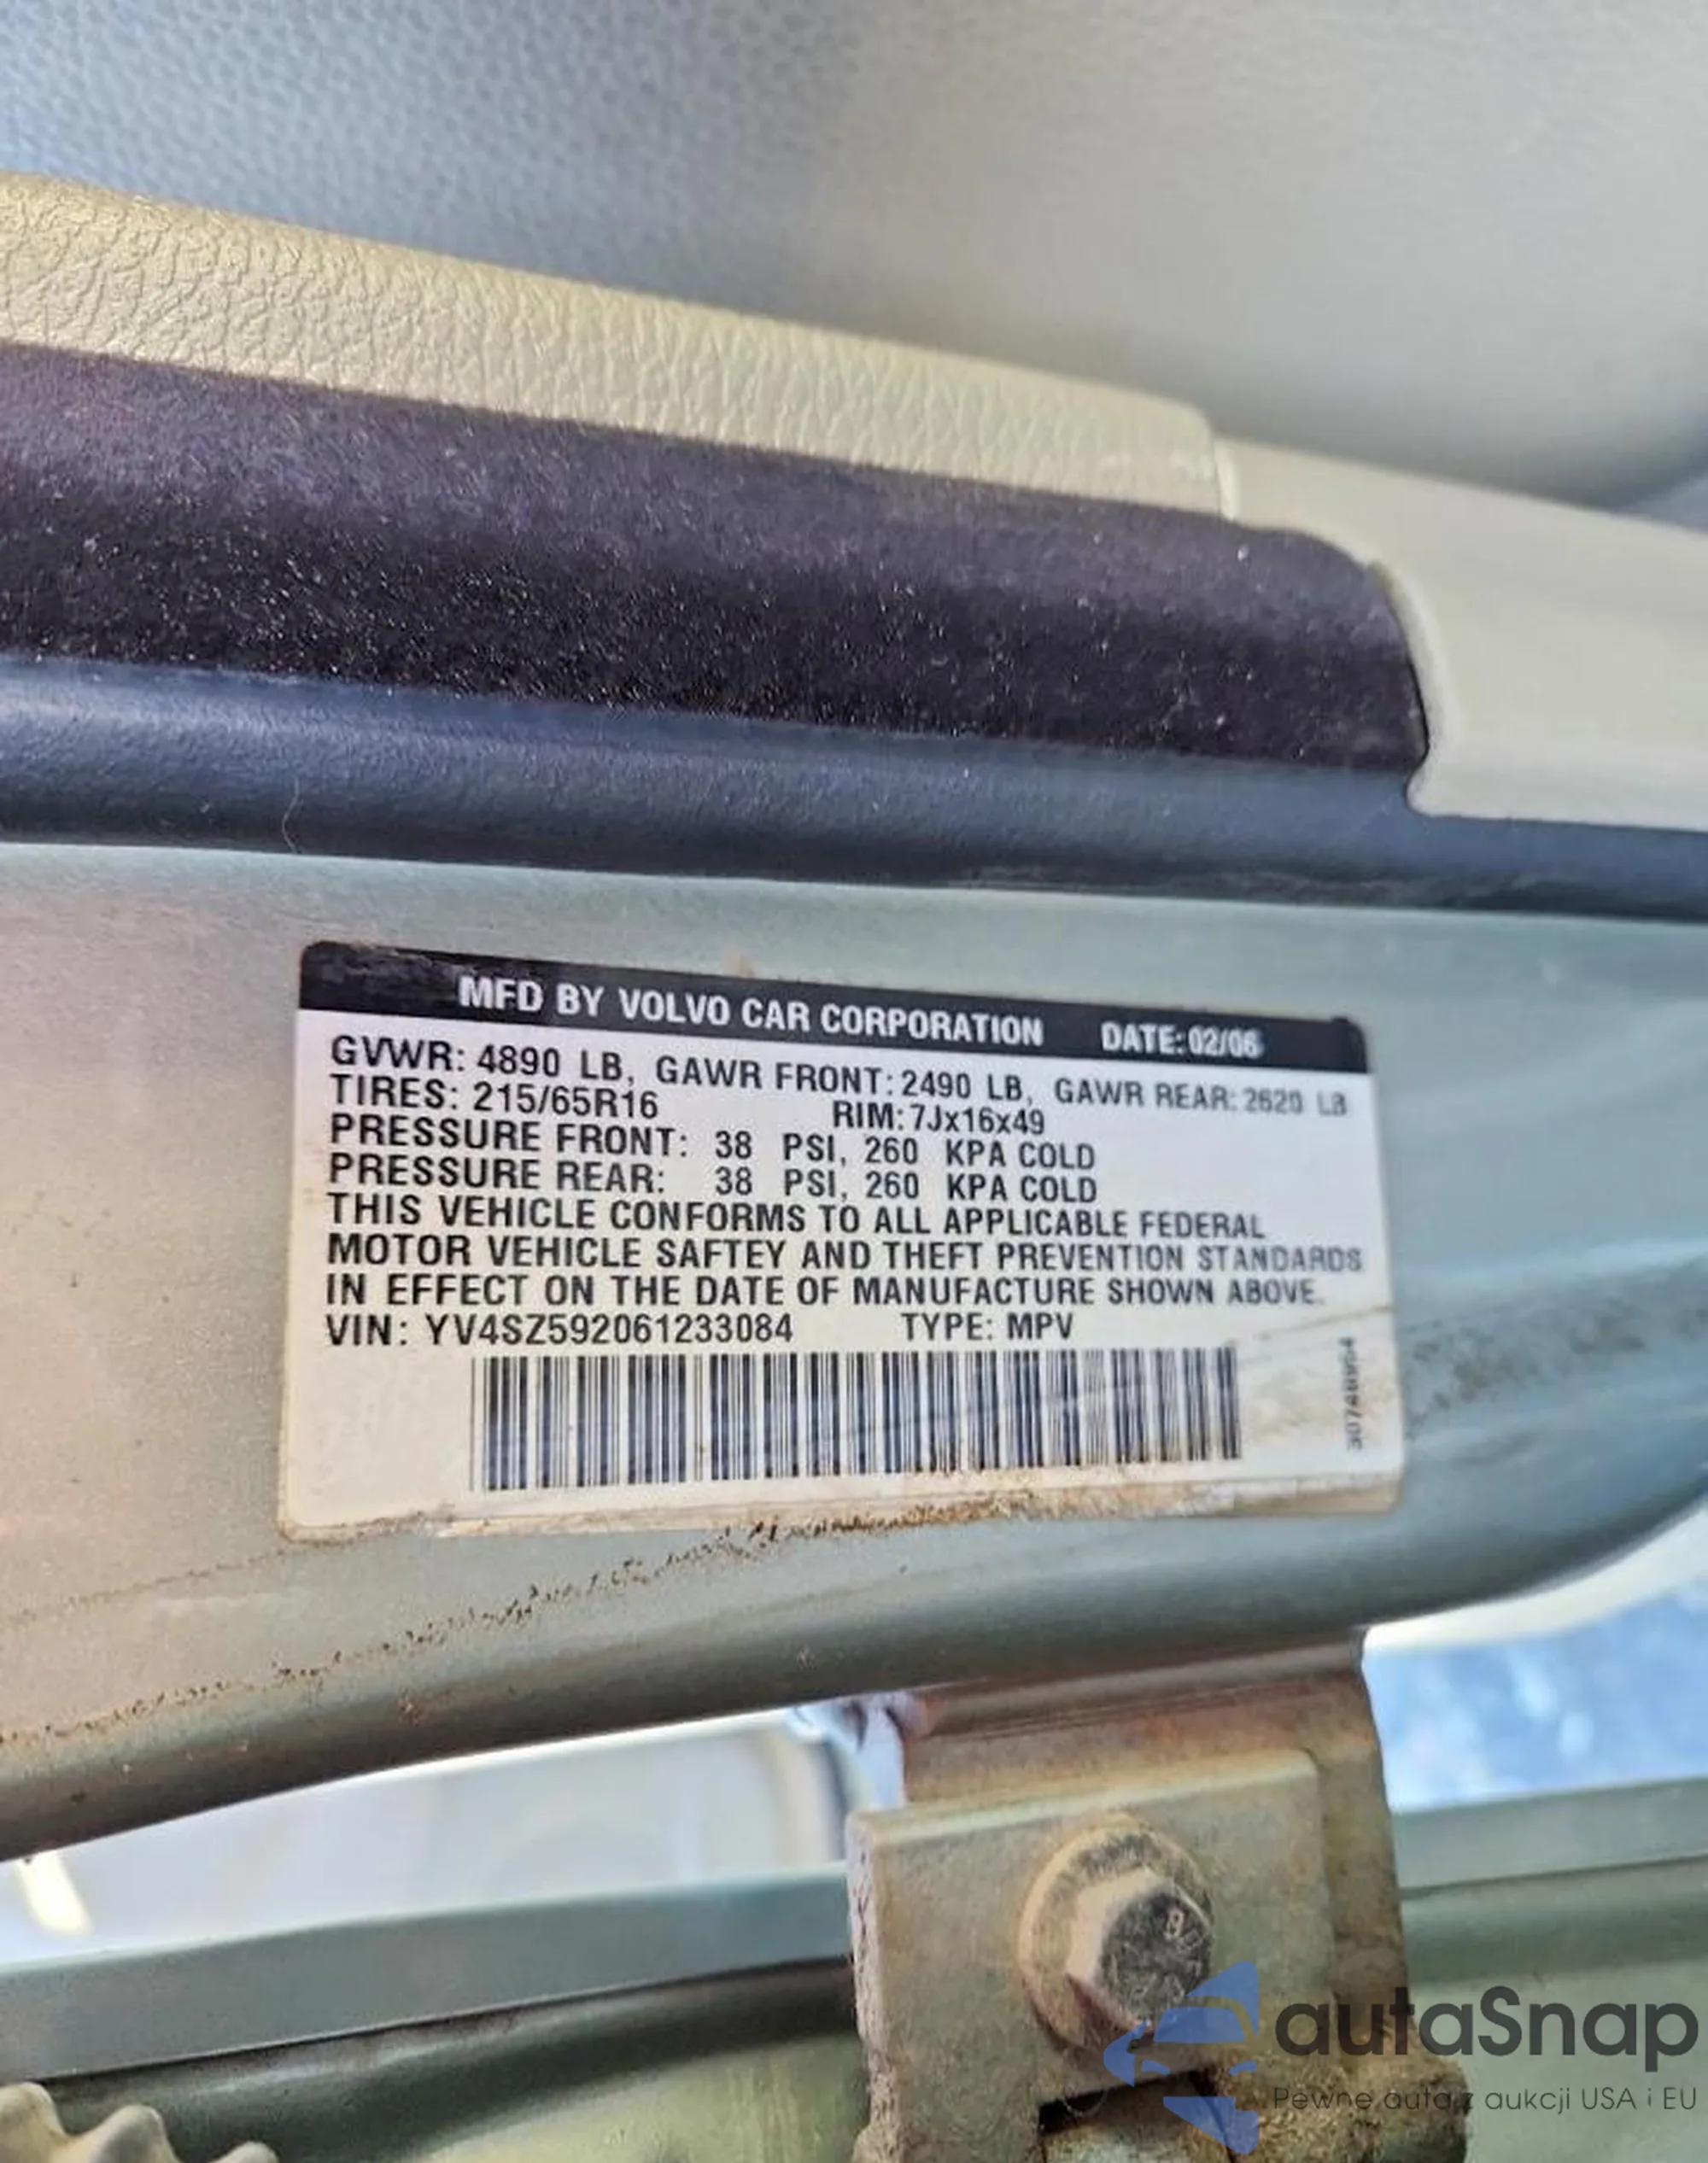 MFD BY VOLVO CAR CORPORATION DATE: 02/06
GVWR: 4890 LB, GAWR FRONT: 2490 LB, GAWR REAR: 2620 LB
TIRES: 215/65R16 RIM: 7Jx16x49
PRESSURE FRONT: 38 PSI, 260 KPA COLD
PRESSURE REAR: 38 PSI, 260 KPA COLD
THIS VEHICLE CONFORMS TO ALL APPLICABLE FEDERAL
MOTOR VEHICLE SAFTEY AND THEFT PREVENTION STANDARDS
IN EFFECT ON THE DATE OF MANUFACTURE SHOWN ABOVE.
VIN: YV4SZ592061233084 TYPE: MPV
autaSnap
Pewne auta z aukcji USA i EU